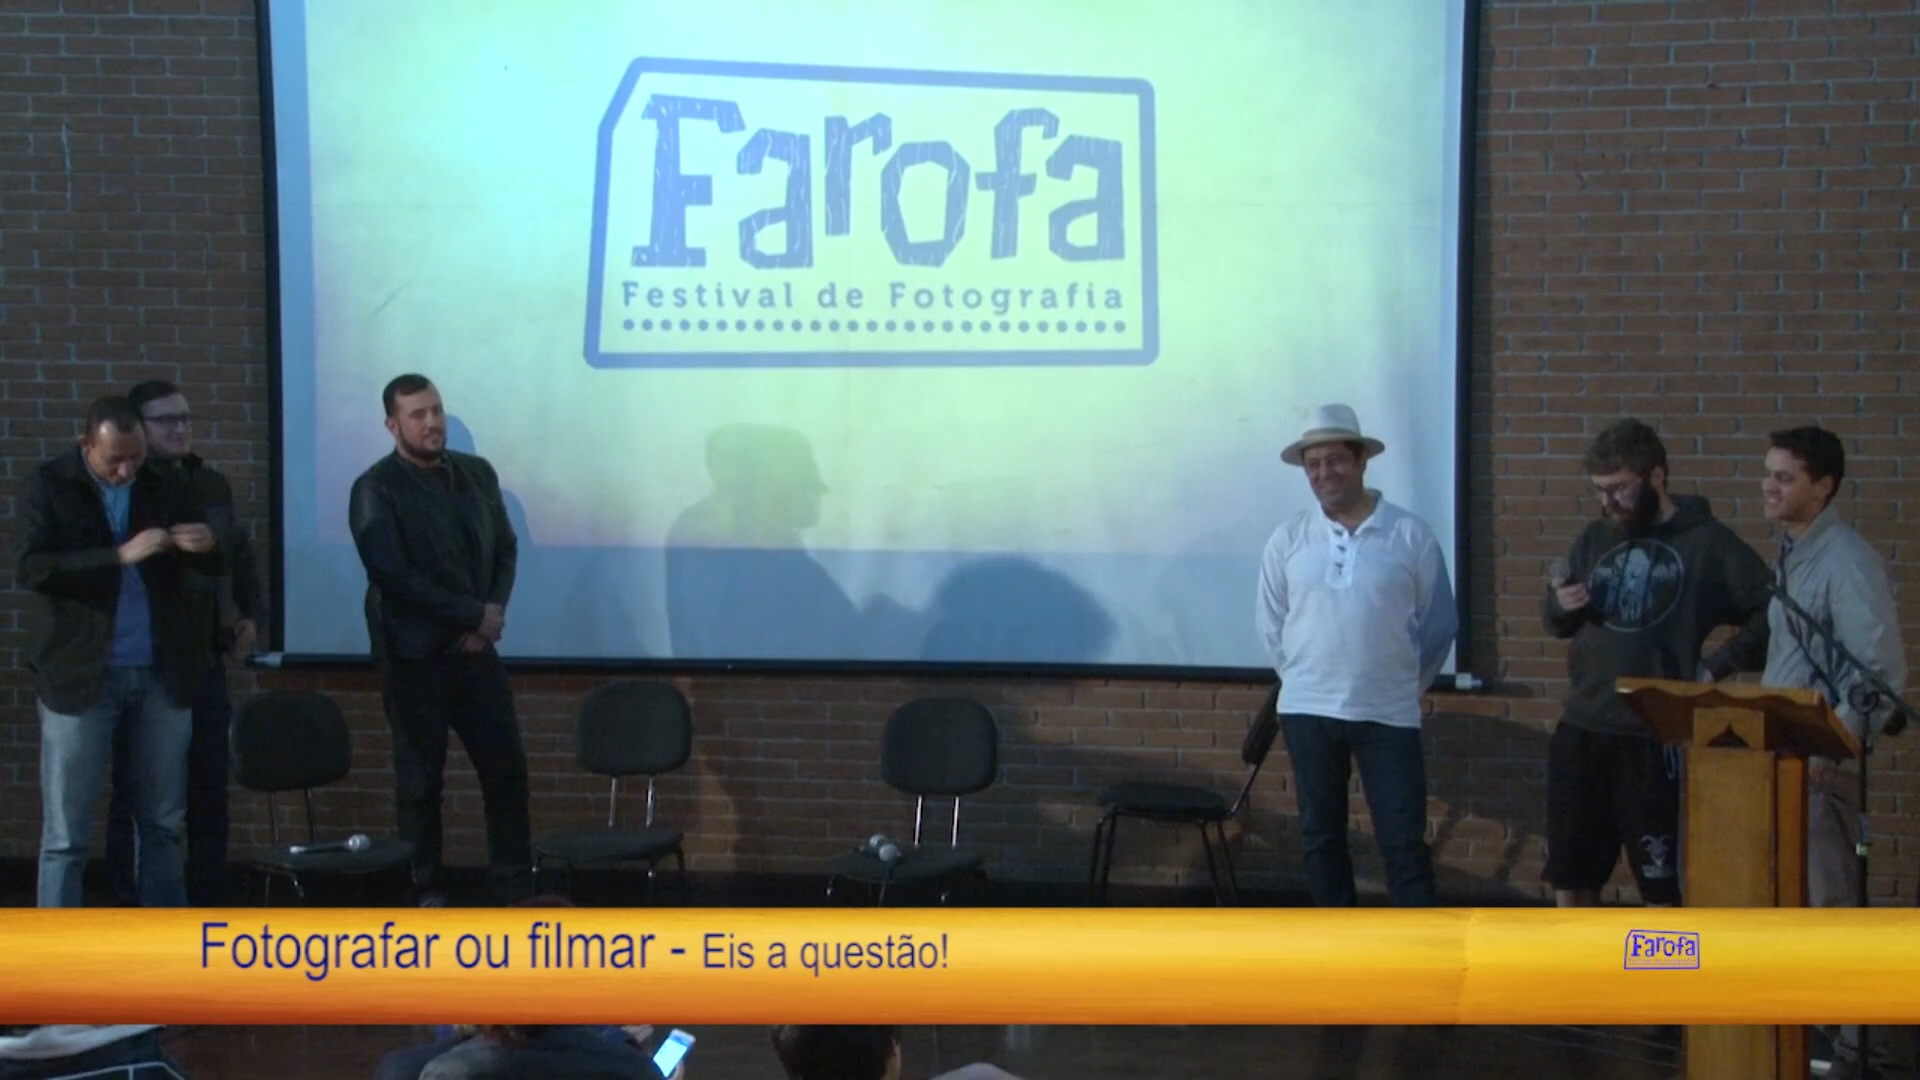 Farofa
Festival de Fotografia
Fotografar ou filmar - Eis a questão!
Farofa